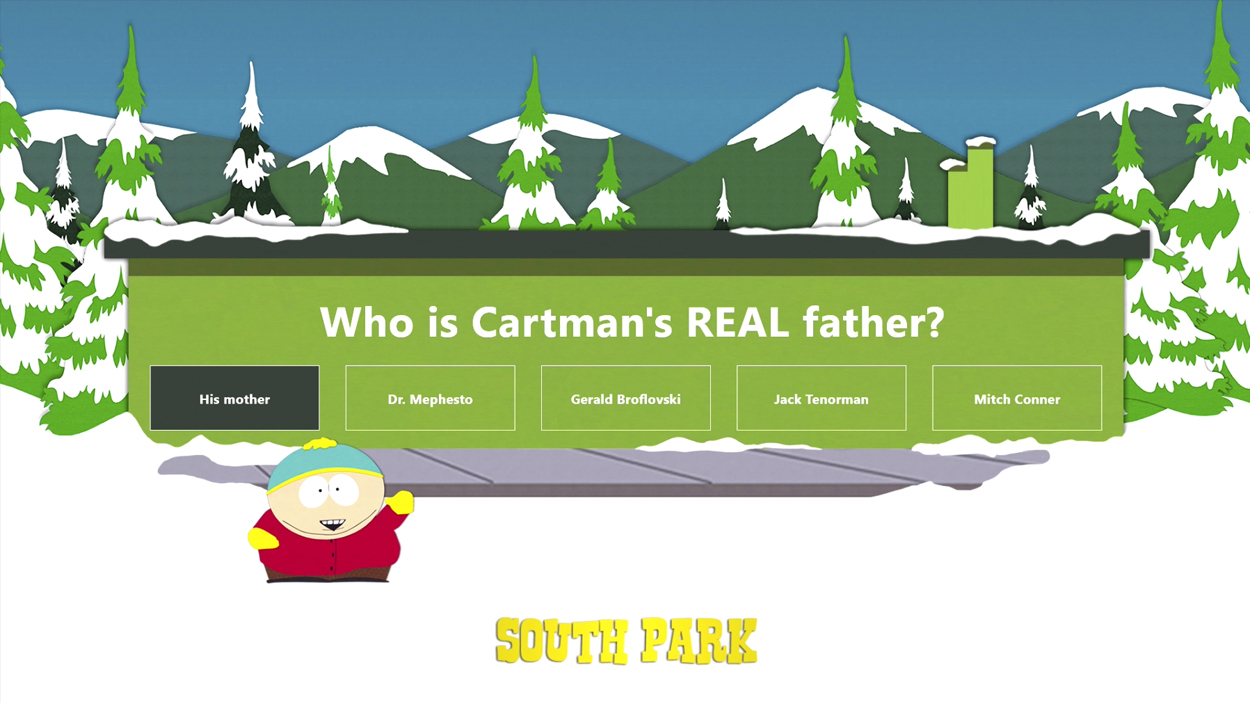 Who is Cartman's REAL father?
His mother
Dr. Mephesto
Gerald Broflovski
Jack Tenorman
Mitch Conner
SOUTH PARK